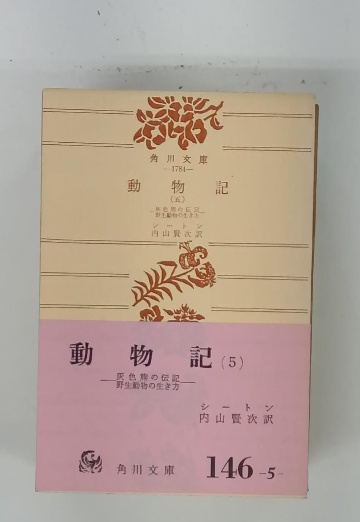 角川文庫
—1784—
動物記
(五)
灰色熊の伝記
野生動物の生き方
シートン
内山賢次訳
動物記(5)
灰色熊の伝記
野生動物の生き方
シートン
内山賢次訳
角川文庫 146-5-